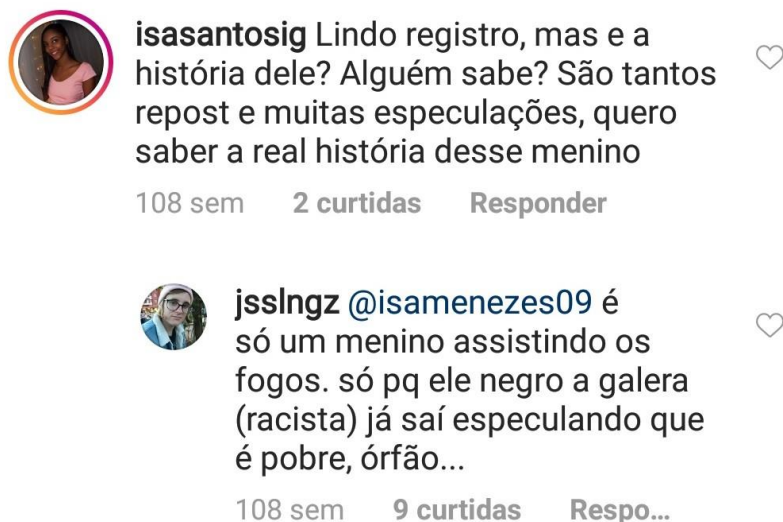 isasantosig Lindo registro, mas e a
história dele? Alguém sabe? São tantos
repost e muitas especulações, quero
saber a real história desse menino
108 sem 2 curtidas Responder
jsslngz @isamenezes09 é
só um menino assistindo os
fogos. só pq ele negro a galera
(racista) já saí especulando que
é pobre, órfão...
108 sem 9 curtidas Respo...